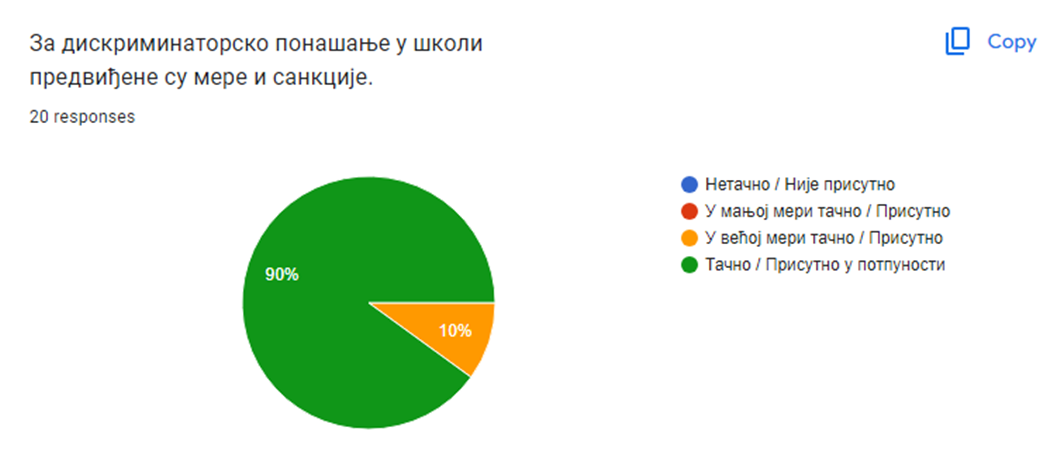 За дискриминаторско понашање у школи
предвиђене су мере и санкције.
Copy
20 responses
Нетачно / Није присутно
У мањој мери тачно / Присутно
У већој мери тачно / Присутно
Тачно / Присутно у потпуности
90%
10%